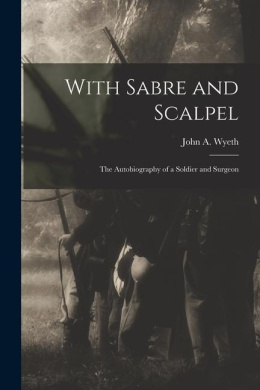 With Sabre and
Scalpel
John A. Wyeth
The Autobiography of a Soldier and Surgeon